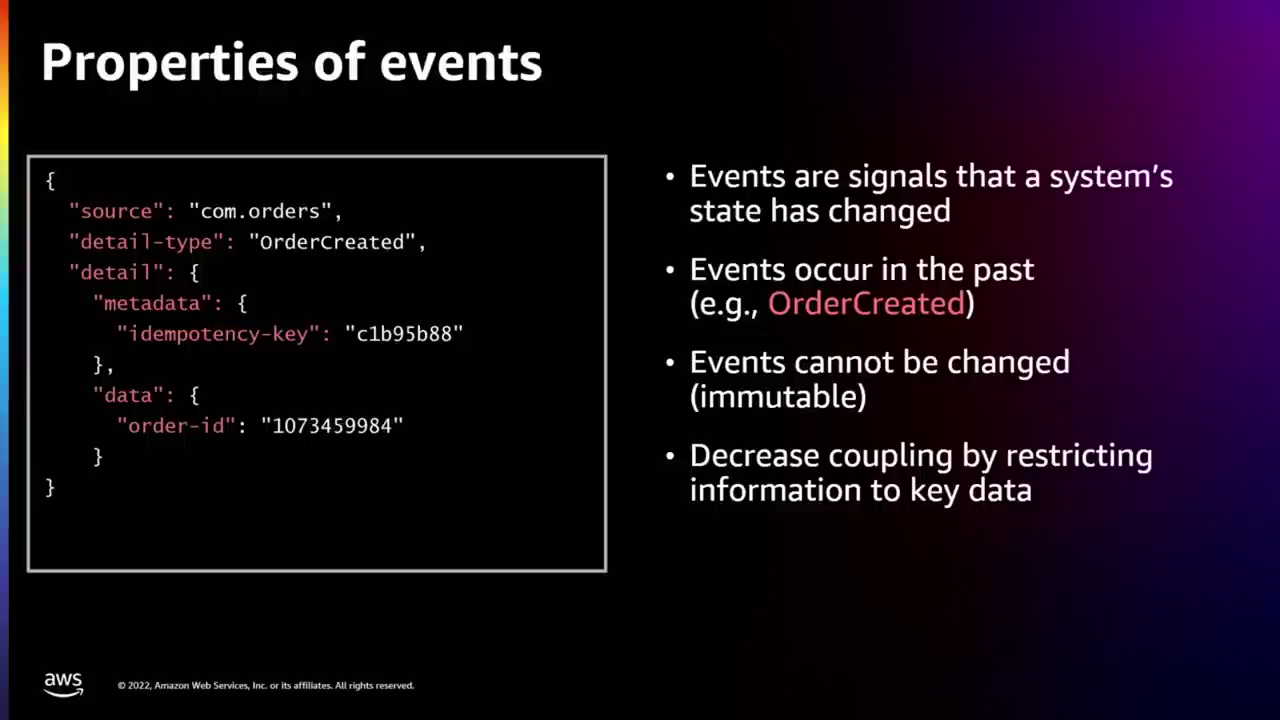 Properties of events
{
"source": "com.orders",
"detail-type": "OrderCreated",
"detail": {
"metadata": {
"idempotency-key": "c1b95b88"
},
"data": {
"order-id": "1073459984"
}
}
• Events are signals that a system's
state has changed
• Events occur in the past
(e.g., OrderCreated)
• Events cannot be changed
(immutable)
• Decrease coupling by restricting
information to key data
aws
© 2022, Amazon Web Services, Inc. or its affiliates. All rights reserved.